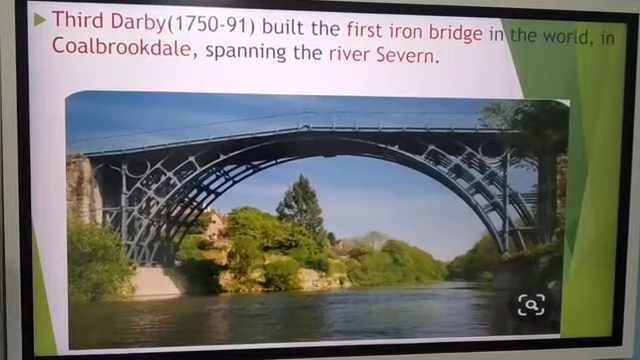 Third Darby(1750-91) built the first iron bridge in the world, in
Coalbrookdale, spanning the river Severn.